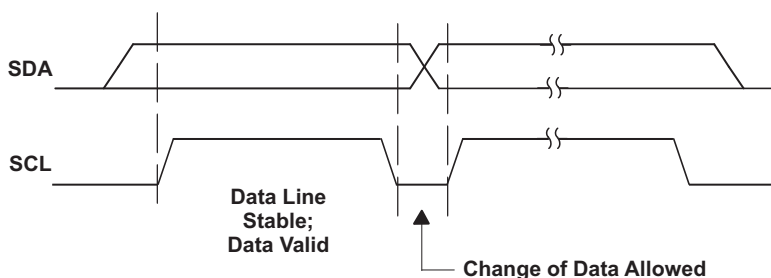 SDA
SCL
Data Line
Stable;
Data Valid
Change of Data Allowed